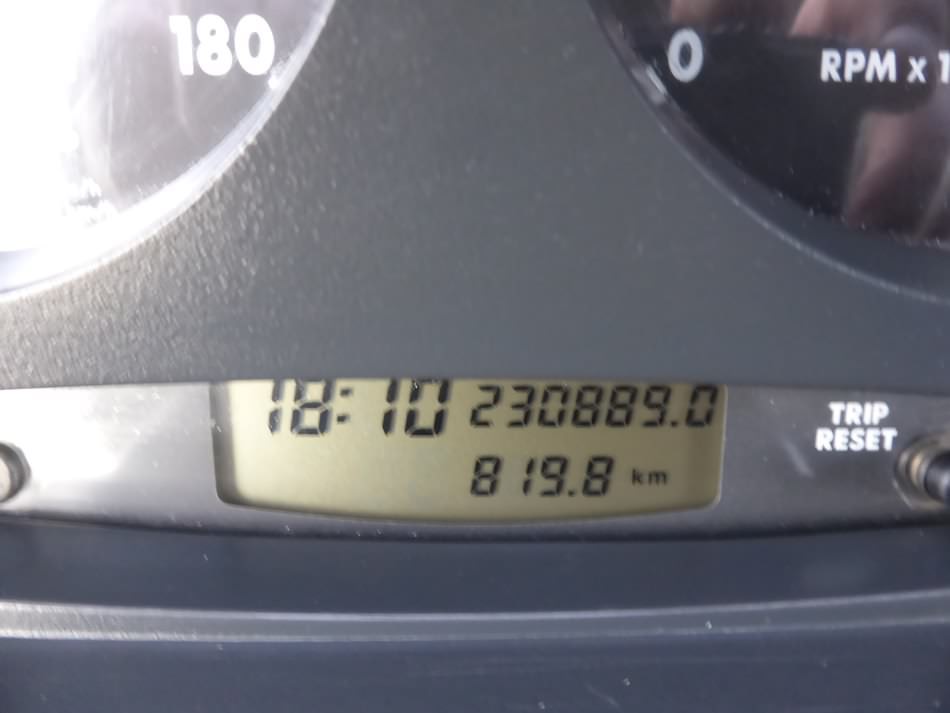 180
0
RPM x 1
18:10 230889.0
819.8 km
TRIP
RESET